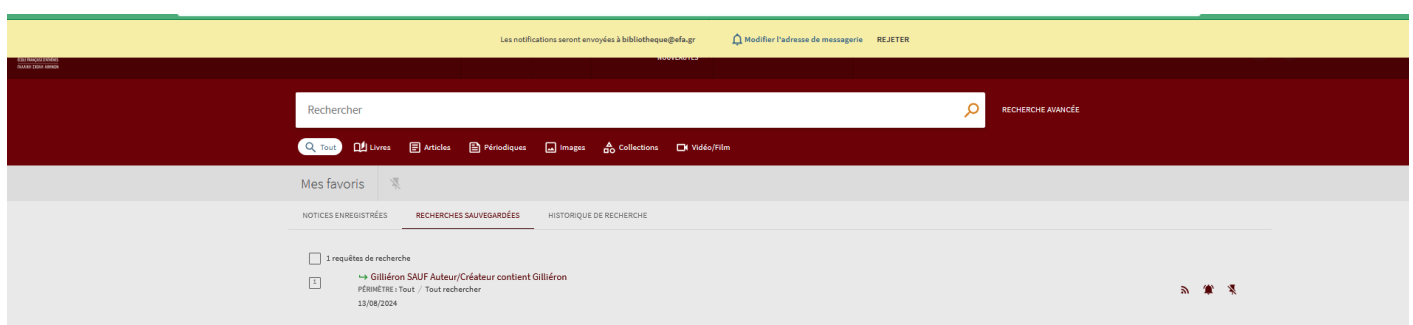 Les notifications seront envoyées à bibliotheque@efa.gr Modifier l'adresse de messagerie REJETER
NOUVEAUTÉS
Rechercher RECHERCHE AVANCÉE
Tout Livres Articles Périodiques Images Collections Vidéo/Film
Mes favoris
NOTICES ENREGISTRÉES RECHERCHES SAUVEGARDÉES HISTORIQUE DE RECHERCHE
1 requêtes de recherche
1 Gilliéron SAUF Auteur/Créateur contient Gilliéron
PÉRIMÈTRE : Tout / Tout rechercher
13/08/2024